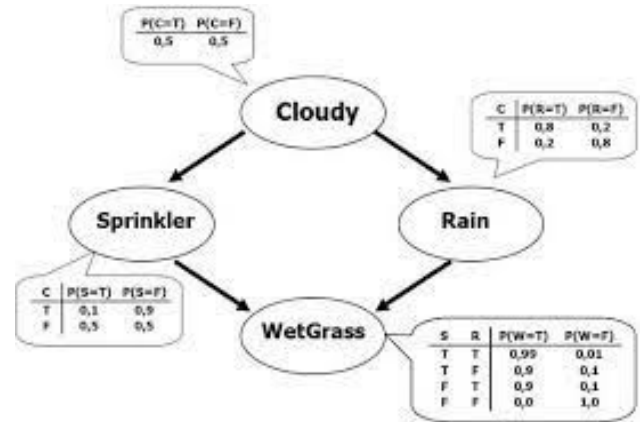 P(C=T) P(C=F)
0,5 0,5
Cloudy
C P(R=T) P(R=F)
T 0,8 0,2
F 0,2 0,8
Sprinkler
Rain
C P(S=T) P(S=F)
T 0,1 0,9
F 0,5 0,5
WetGrass
S R P(W=T) P(W=F)
T T 0,99 0,01
T F 0,9 0,1
F T 0,9 0,1
F F 0,0 1,0